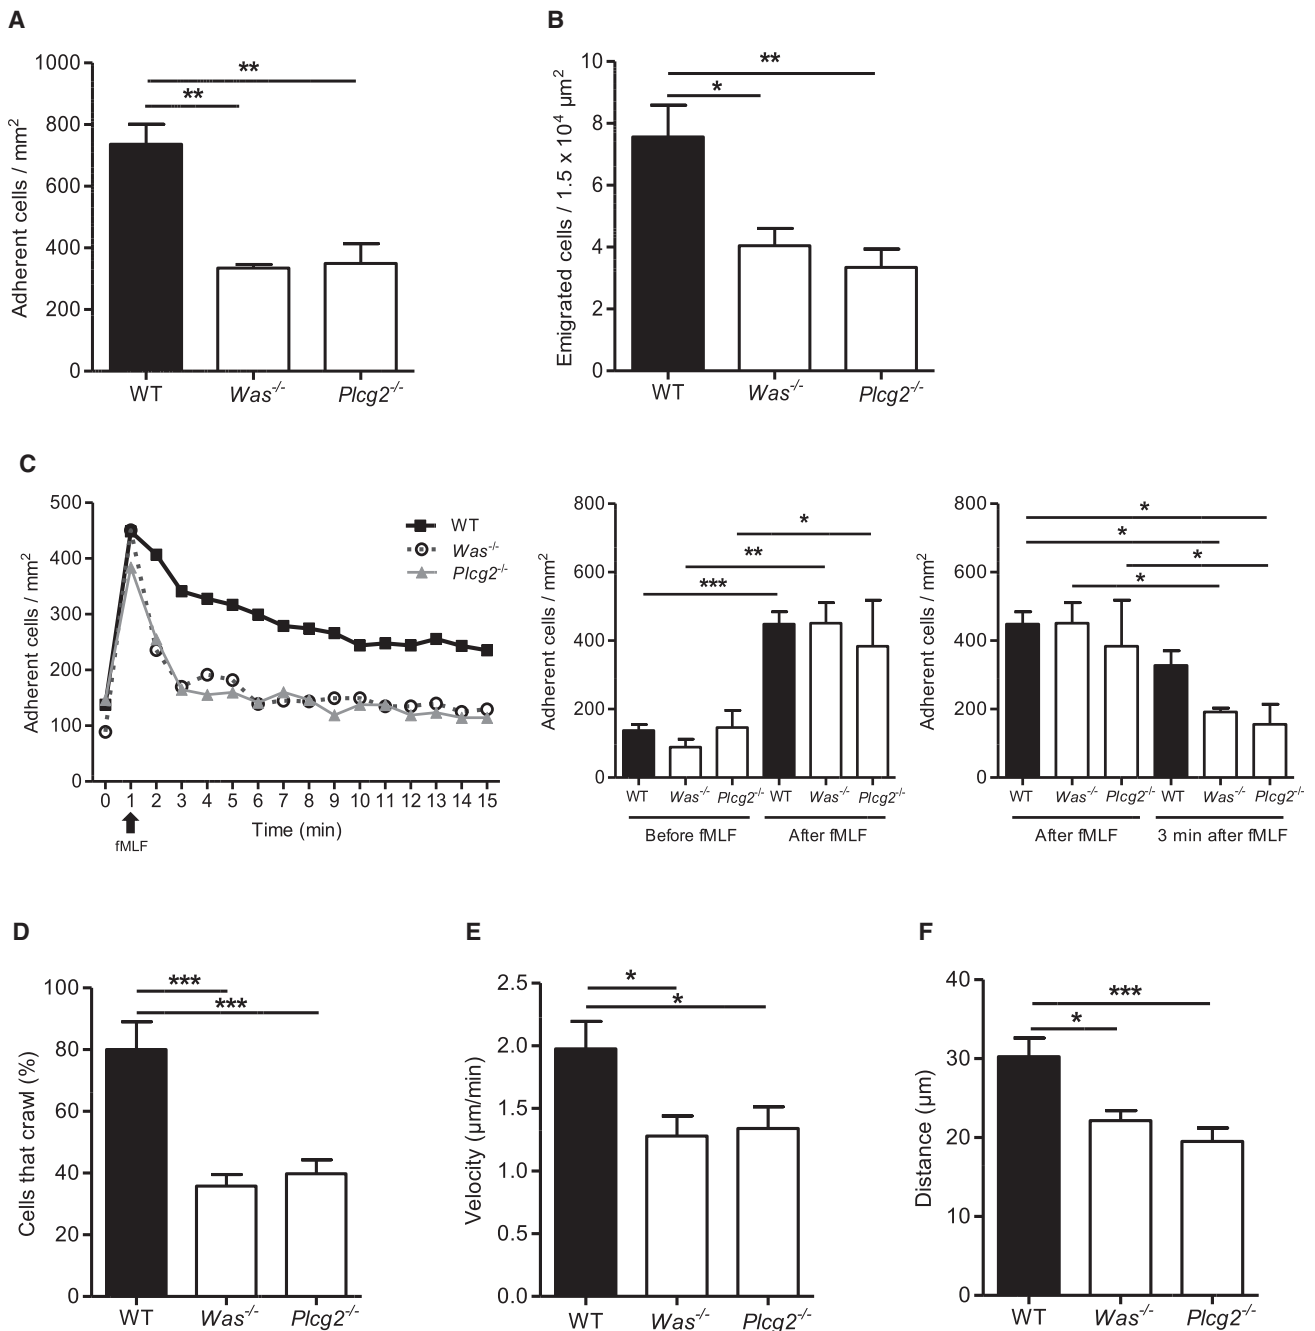 A
Adherent cells / mm²
1000
800
600
400
200
0
**
**
WT
Was-/-
Plcg2-/-
B
Emigrated cells / 1.5 x 10⁴ µm²
10
8
6
4
2
0
**
*
WT
Was-/-
Plcg2-/-
C
Adherent cells / mm²
500
400
300
200
100
0
WT
Was-/-
Plcg2-/-
0 1 2 3 4 5 6 7 8 9 10 11 12 13 14 15
Time (min)
fMLF
Adherent cells / mm²
800
600
400
200
0
*
**
***
WT Was-/- Plcg2-/- WT Was-/- Plcg2-/-
Before fMLF After fMLF
Adherent cells / mm²
800
600
400
200
0
*
*
*
*
WT Was-/- Plcg2-/- WT Was-/- Plcg2-/-
After fMLF 3 min after fMLF
D
Cells that crawl (%)
100
80
60
40
20
0
***
***
WT
Was-/-
Plcg2-/-
E
Velocity (µm/min)
2.5
2.0
1.5
1.0
0.5
0.0
*
*
WT
Was-/-
Plcg2-/-
F
Distance (µm)
40
30
20
10
0
***
*
WT
Was-/-
Plcg2-/-